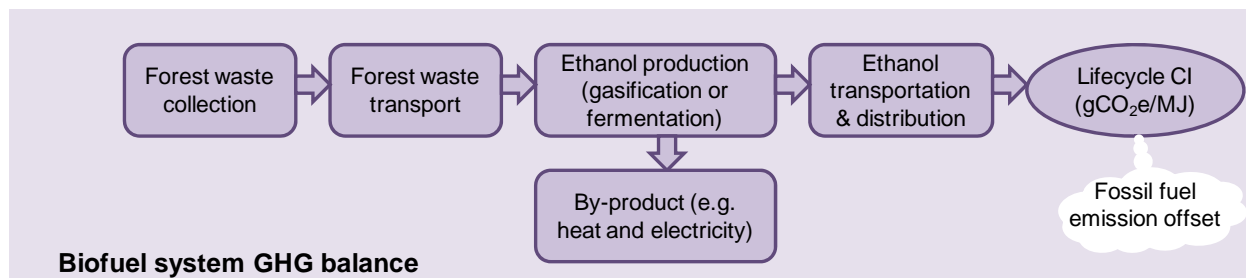 Forest waste
collection
Forest waste
transport
Ethanol production
(gasification or
fermentation)
Ethanol
transportation
& distribution
Lifecycle CI
(gCO₂e/MJ)
By-product (e.g.
heat and electricity)
Fossil fuel
emission offset
Biofuel system GHG balance